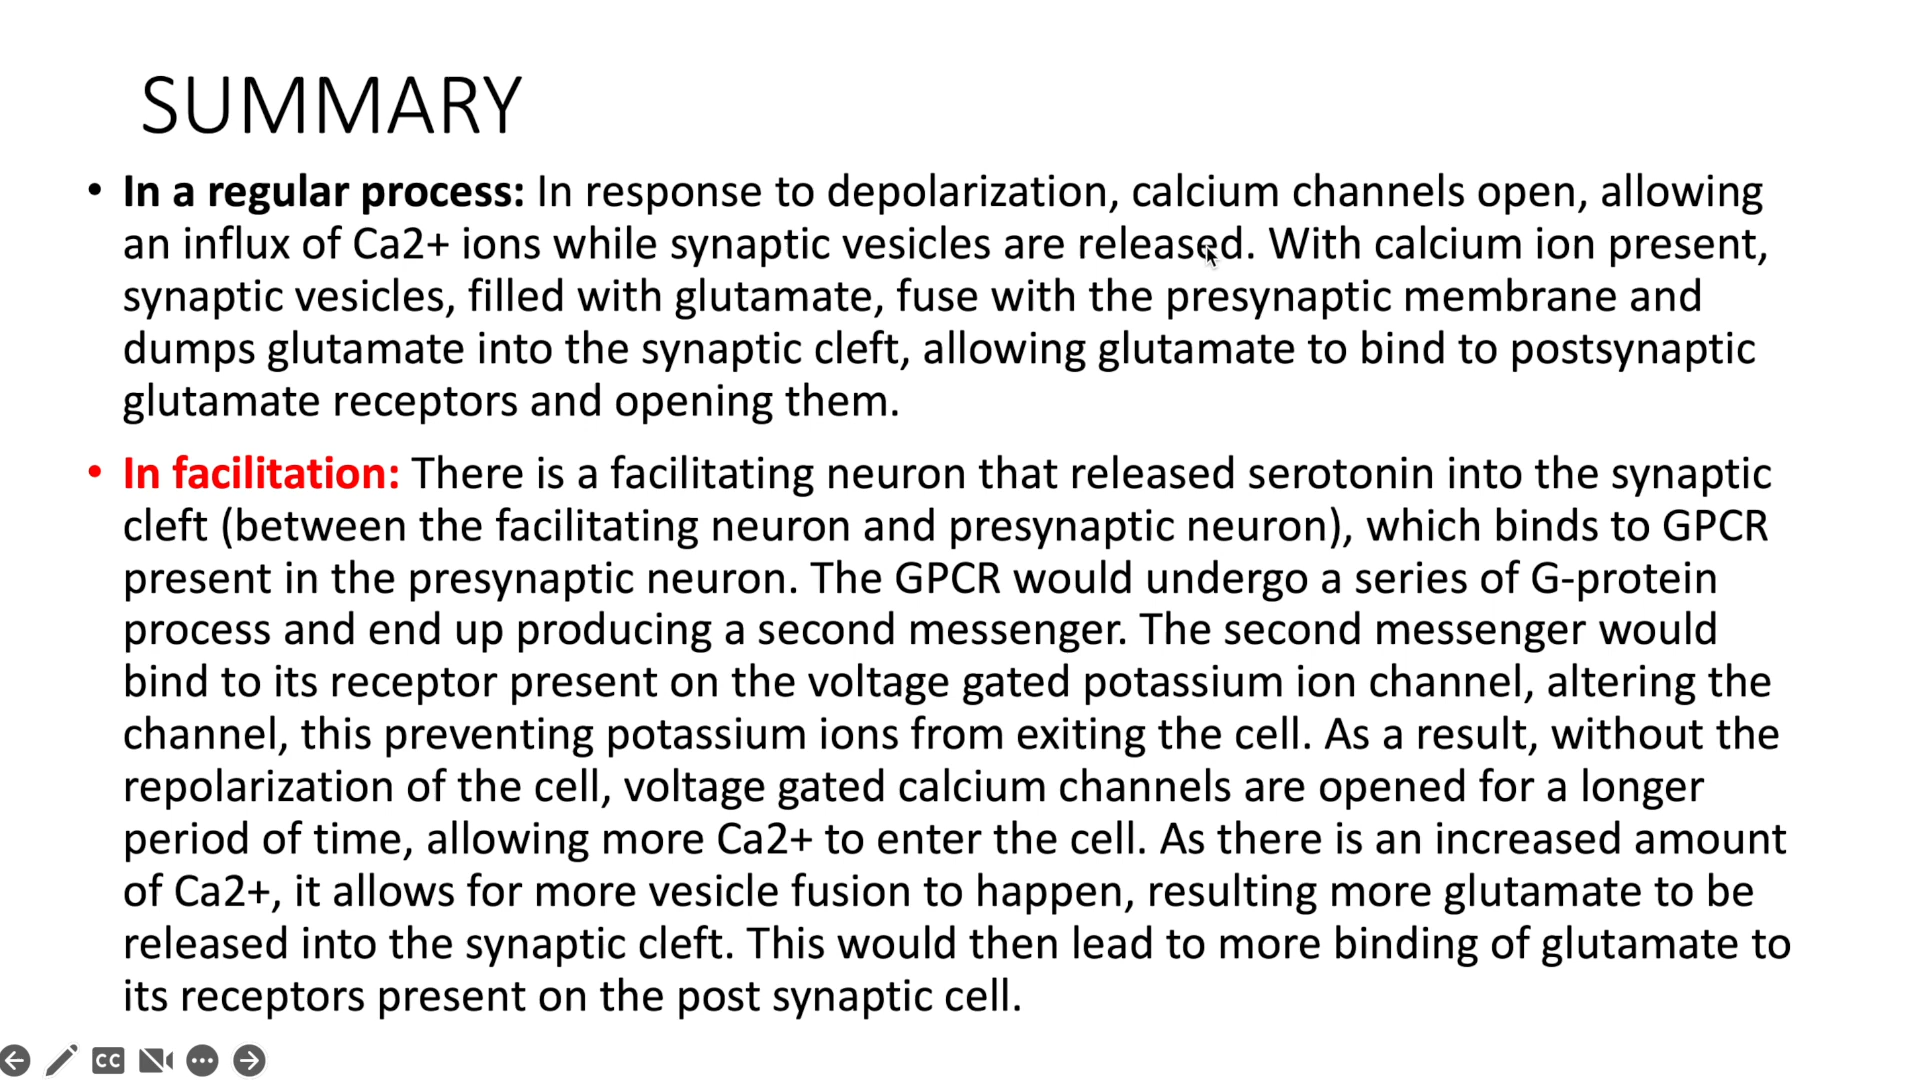 SUMMARY
• In a regular process: In response to depolarization, calcium channels open, allowing
an influx of Ca2+ ions while synaptic vesicles are released. With calcium ion present,
synaptic vesicles, filled with glutamate, fuse with the presynaptic membrane and
dumps glutamate into the synaptic cleft, allowing glutamate to bind to postsynaptic
glutamate receptors and opening them.
• In facilitation: There is a facilitating neuron that released serotonin into the synaptic
cleft (between the facilitating neuron and presynaptic neuron), which binds to GPCR
present in the presynaptic neuron. The GPCR would undergo a series of G-protein
process and end up producing a second messenger. The second messenger would
bind to its receptor present on the voltage gated potassium ion channel, altering the
channel, this preventing potassium ions from exiting the cell. As a result, without the
repolarization of the cell, voltage gated calcium channels are opened for a longer
period of time, allowing more Ca2+ to enter the cell. As there is an increased amount
of Ca2+, it allows for more vesicle fusion to happen, resulting more glutamate to be
released into the synaptic cleft. This would then lead to more binding of glutamate to
its receptors present on the post synaptic cell.
CC